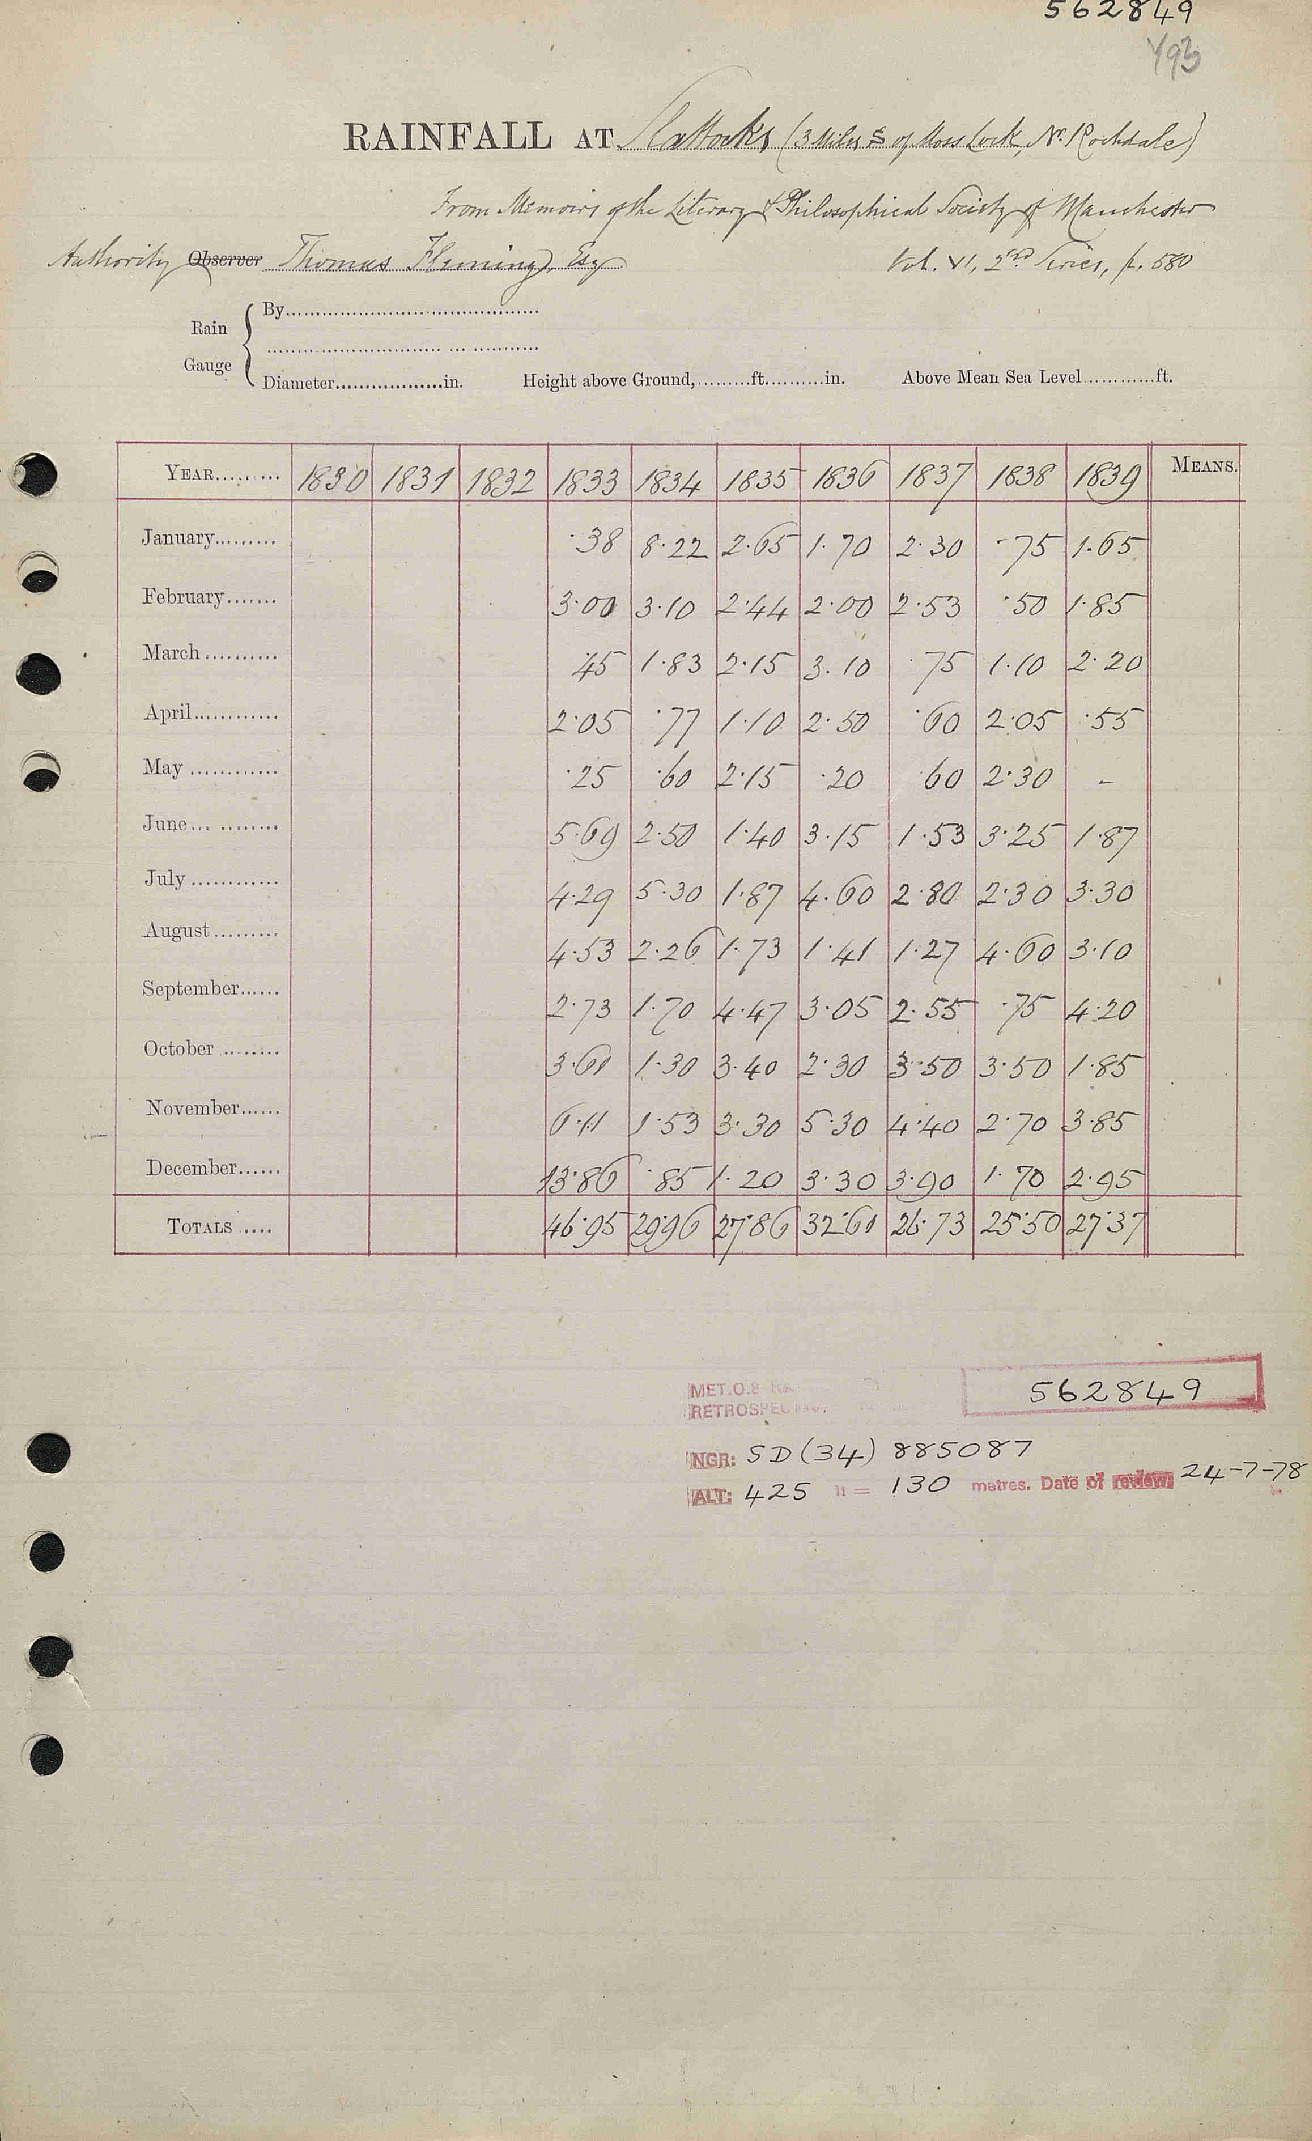 562849
493
RAINFALL AT Slattocks (3 Miles S of Moss Lock, Nr. Rochdale)
From Memoirs of the Literary & Philosophical Society of Manchester
Authority Observer Thomas Fleming, Esq Vol. VI, 2nd Series, p. 580
Rain Gauge
By
Diameter in. Height above Ground, ft. in. Above Mean Sea Level ft.
YEAR 1830 1831 1832 1833 1834 1835 1836 1837 1838 1839 MEANS.
January ·38 8·22 2·65 1·70 2·30 ·75 1·65
February 3·00 3·10 2·44 2·00 2·53 ·50 1·85
March ·45 1·83 2·15 3·10 ·75 1·10 2·20
April 2·05 ·77 1·10 2·50 ·60 2·05 ·55
May ·25 ·60 2·15 ·20 ·60 2·30 -
June 5·69 2·50 1·40 3·15 1·53 3·25 1·87
July 4·29 5·30 1·87 4·60 2·80 2·30 3·30
August 4·53 2·26 1·73 1·41 1·27 4·60 3·10
September 2·73 1·70 4·47 3·05 2·55 ·75 4·20
October 3·61 1·30 3·40 2·30 3·50 3·50 1·85
November 6·11 1·53 3·30 5·30 4·40 2·70 3·85
December 13·86 ·85 1·20 3·30 3·90 1·70 2·95
TOTALS 46·95 29·96 27·86 32·61 26·73 25·50 27·37
MET.O.8
562849
NGR: SD (34) 885087
ALT: 425 ft = 130 metres. Date of review 24-7-78